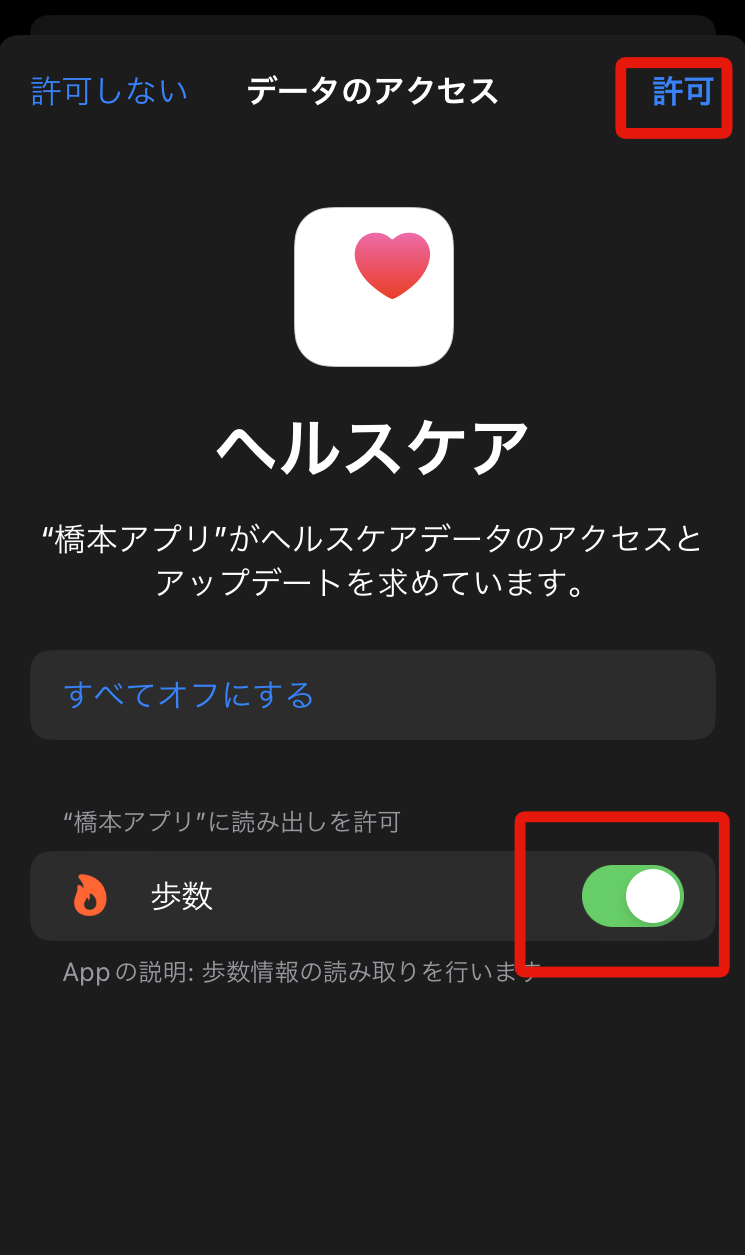 許可しない
データのアクセス
許可
ヘルスケア
“橋本アプリ”がヘルスケアデータのアクセスと
アップデートを求めています。
すべてオフにする
“橋本アプリ”に読み出しを許可
歩数
Appの説明: 歩数情報の読み取りを行います